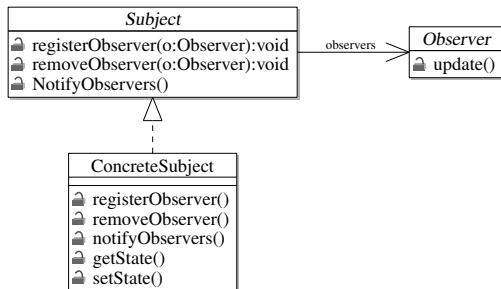 Subject
registerObserver(o:Observer):void
removeObserver(o:Observer):void
NotifyObservers()
observers
Observer
update()
ConcreteSubject
registerObserver()
removeObserver()
notifyObservers()
getState()
setState()